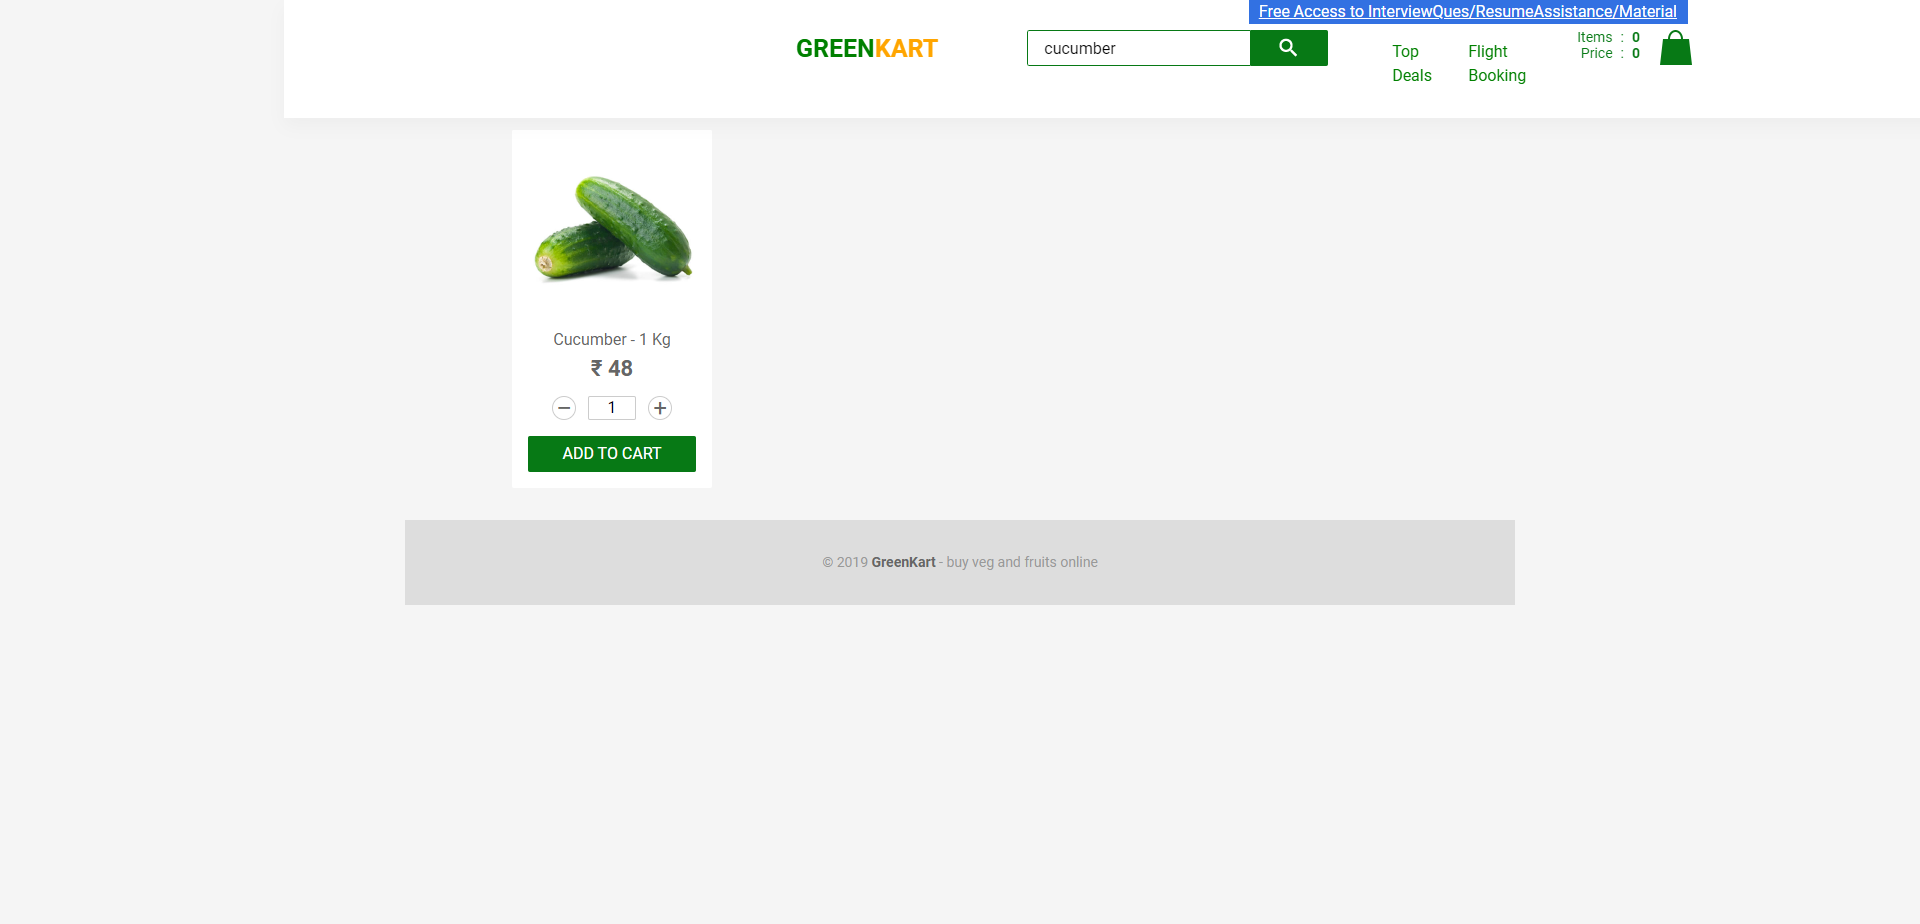 Free Access to InterviewQues/ResumeAssistance/Material
GREENKART
cucumber
Top Deals
Flight Booking
Items : 0
Price : 0
Cucumber - 1 Kg
₹ 48
1
ADD TO CART
© 2019 GreenKart - buy veg and fruits online